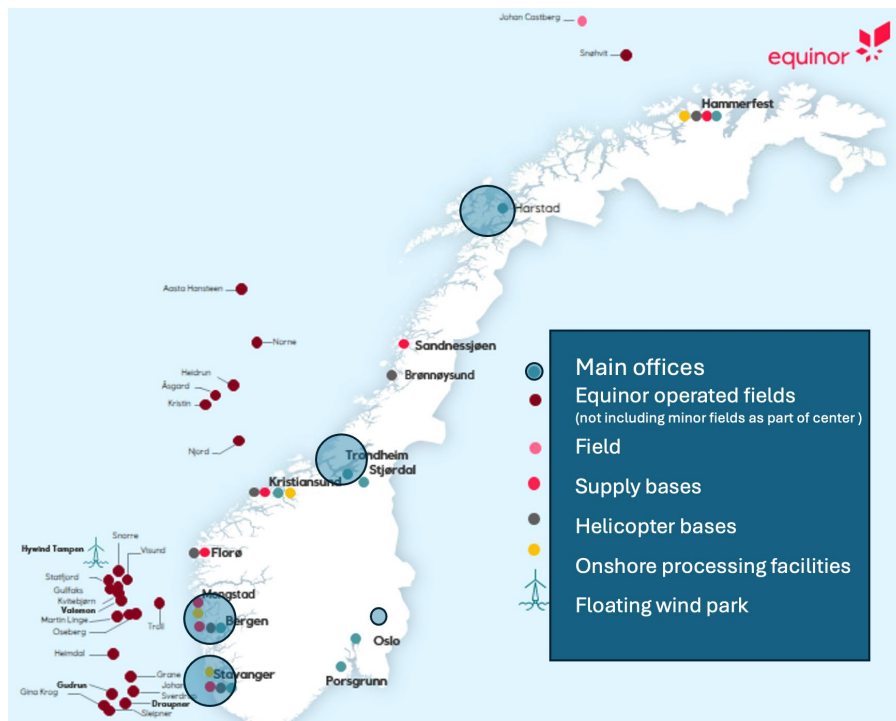 Johan Castberg
Snøhvit
equinor
Hammerfest
Harstad
Aasta Hansteen
Norne
Sandnessjøen
Brønnøysund
Heidrun
Åsgard
Kristin
Njord
Trondheim
Stjørdal
Kristiansund
Snorre
Hywind Tampen
Visund
Florø
Statfjord
Gullfaks
Kvitebjørn
Valemon
Martin Linge
Oseberg
Troll
Mongstad
Bergen
Heimdal
Oslo
Porsgrunn
Stavanger
Grane
Gudrun
Johan
Sverdrup
Gina Krog
Draupner
Sleipner
Main offices
Equinor operated fields
(not including minor fields as part of center )
Field
Supply bases
Helicopter bases
Onshore processing facilities
Floating wind park